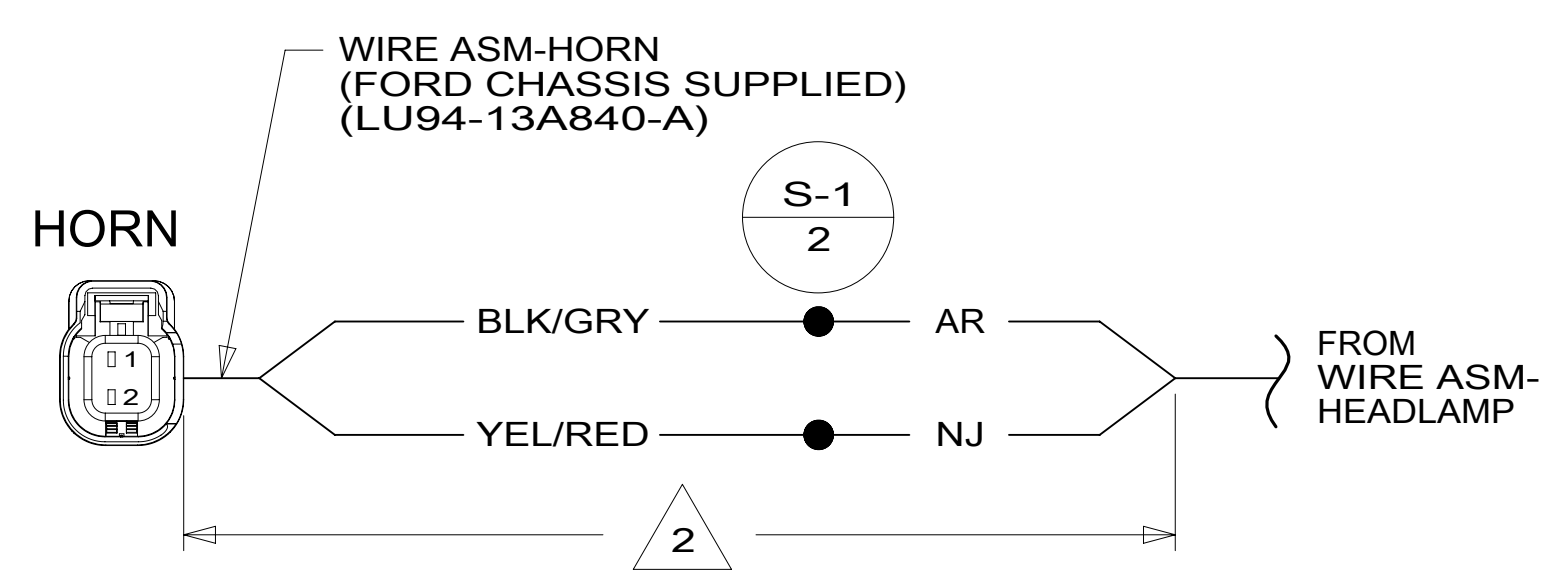 WIRE ASM-HORN
(FORD CHASSIS SUPPLIED)
(LU94-13A840-A)
S-1
2
HORN
1
2
BLK/GRY
AR
YEL/RED
NJ
FROM
WIRE ASM-
HEADLAMP
2